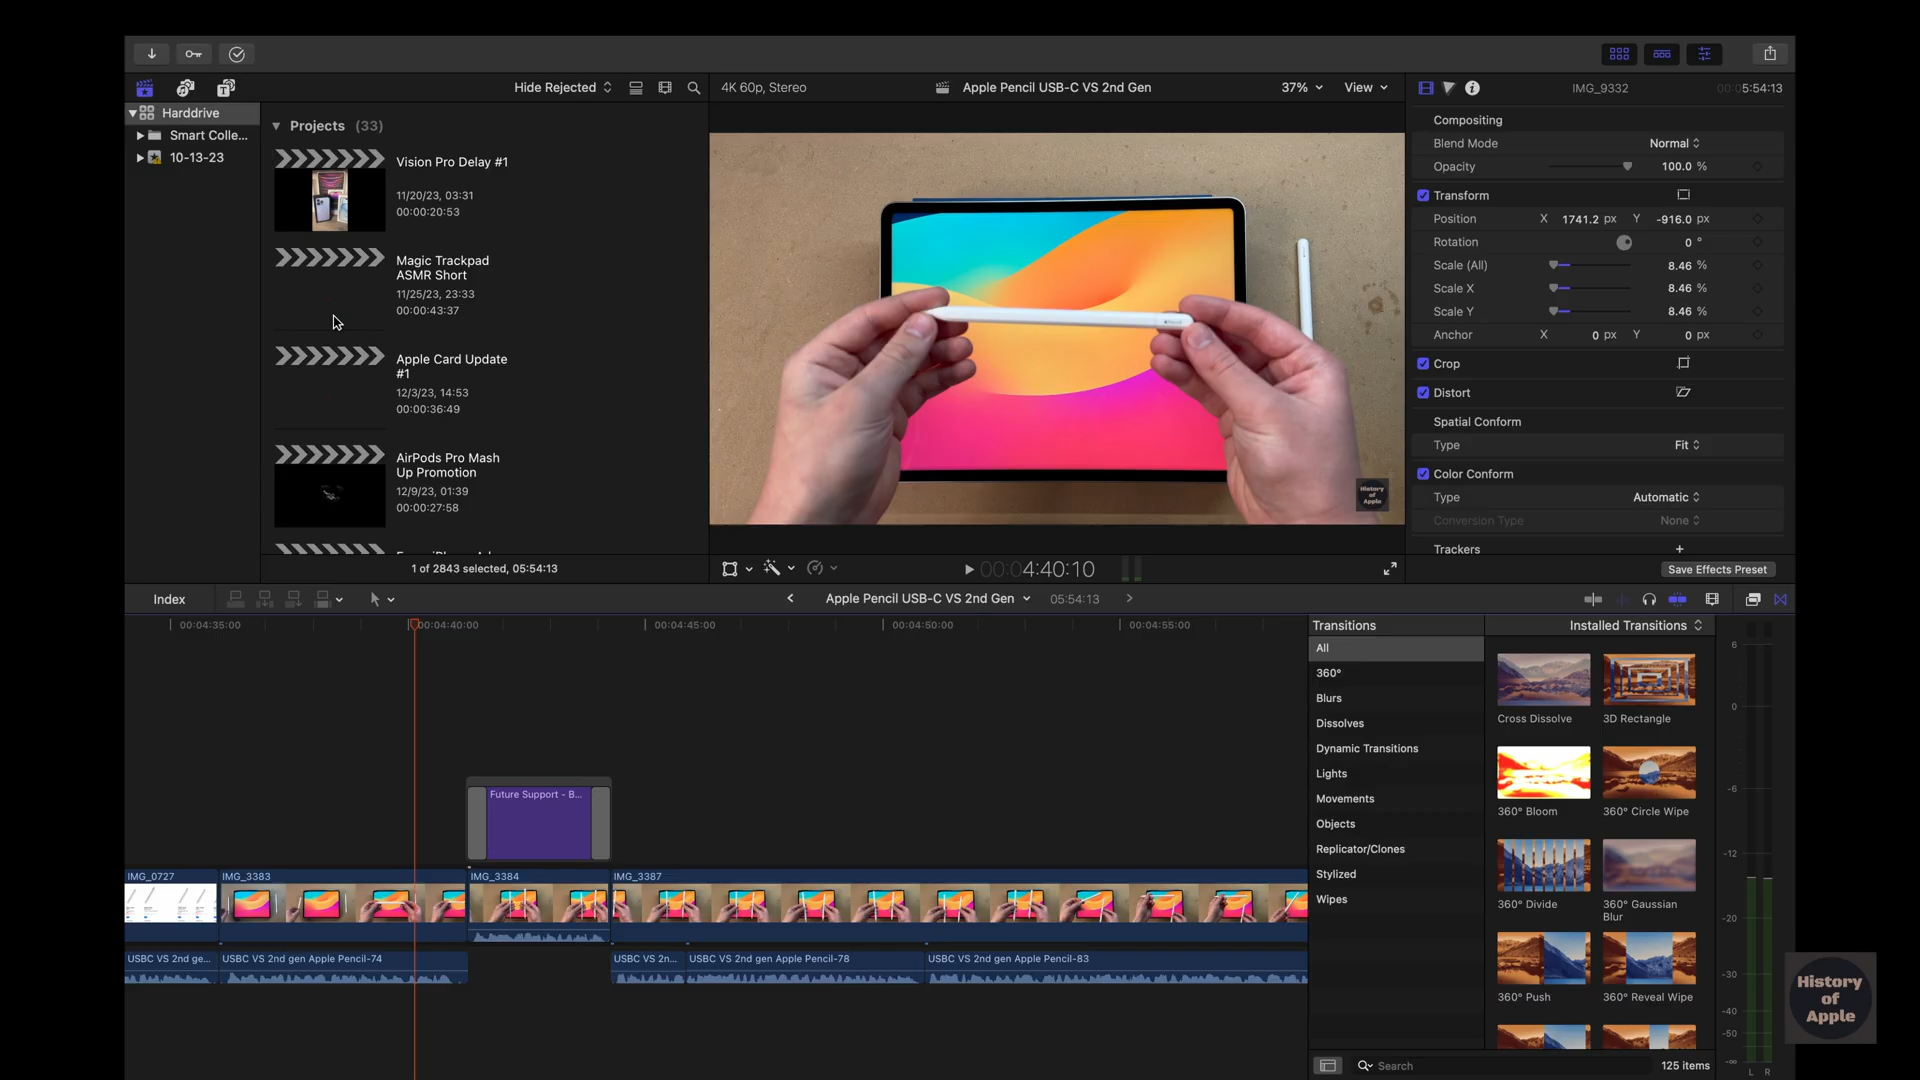 Hide Rejected
4K 60p, Stereo
Apple Pencil USB-C VS 2nd Gen
37%
View
IMG_9332
00:05:54:13
Harddrive
Smart Colle...
10-13-23
Projects (33)
Vision Pro Delay #1
11/20/23, 03:31
00:00:20:53
Magic Trackpad
ASMR Short
11/25/23, 23:33
00:00:43:37
Apple Card Update
#1
12/3/23, 14:53
00:00:36:49
AirPods Pro Mash
Up Promotion
12/9/23, 01:39
00:00:27:58
1 of 2843 selected, 05:54:13
History
of
Apple
00:04:40:10
Compositing
Blend Mode Normal
Opacity 100.0 %
Transform
Position X 1741.2 px Y -916.0 px
Rotation 0 °
Scale (All) 8.46 %
Scale X 8.46 %
Scale Y 8.46 %
Anchor X 0 px Y 0 px
Crop
Distort
Spatial Conform
Type Fit
Color Conform
Type Automatic
Conversion Type None
Trackers +
Save Effects Preset
Index
Apple Pencil USB-C VS 2nd Gen
05:54:13
00:04:35:00
00:04:40:00
00:04:45:00
00:04:50:00
00:04:55:00
Future Support - B...
IMG_0727
IMG_3383
IMG_3384
IMG_3387
USBC VS 2nd ge...
USBC VS 2nd gen Apple Pencil-74
USBC VS 2n...
USBC VS 2nd gen Apple Pencil-78
USBC VS 2nd gen Apple Pencil-83
Transitions
Installed Transitions
All
360°
Blurs
Dissolves
Dynamic Transitions
Lights
Movements
Objects
Replicator/Clones
Stylized
Wipes
Cross Dissolve
3D Rectangle
360° Bloom
360° Circle Wipe
360° Divide
360° Gaussian
Blur
360° Push
360° Reveal Wipe
Search
125 items
6
0
-6
-12
-20
-30
-40
-50
-∞
L R
History
of
Apple